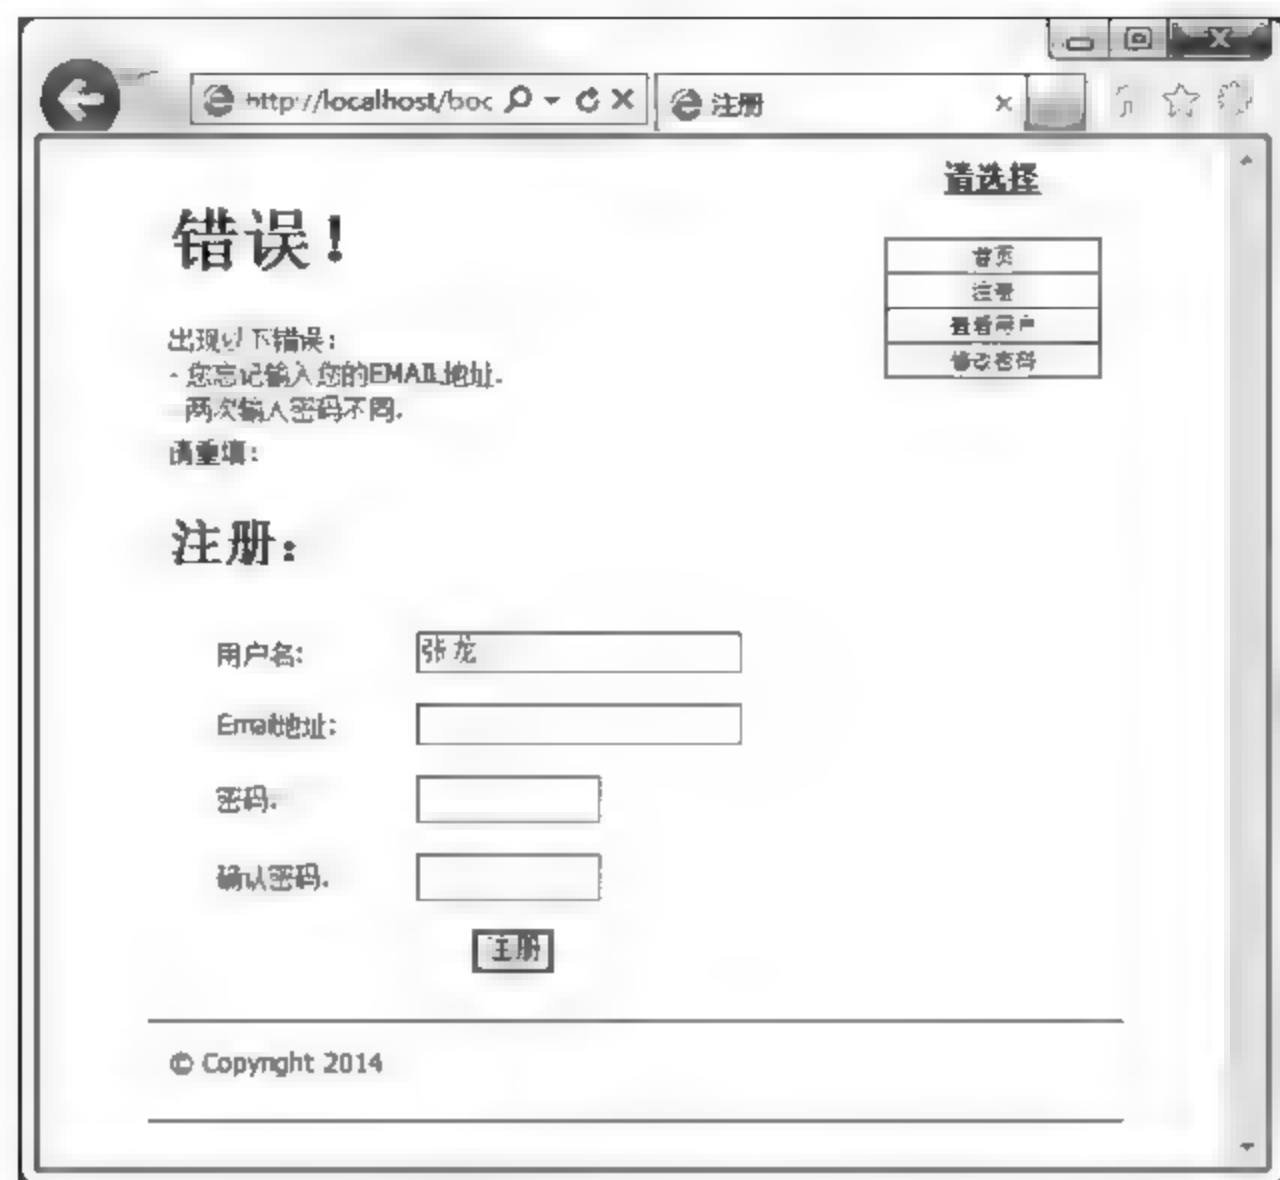 http://localhost/boc
注册
请选择
首页
注册
查看用户
修改密码
错误！
出现以下错误：
- 您忘记输入您的EMAIL地址.
- 两次输入密码不同.
请重填：
注册：
用户名:
张龙
Email地址:
密码:
确认密码:
注册
© Copyright 2014